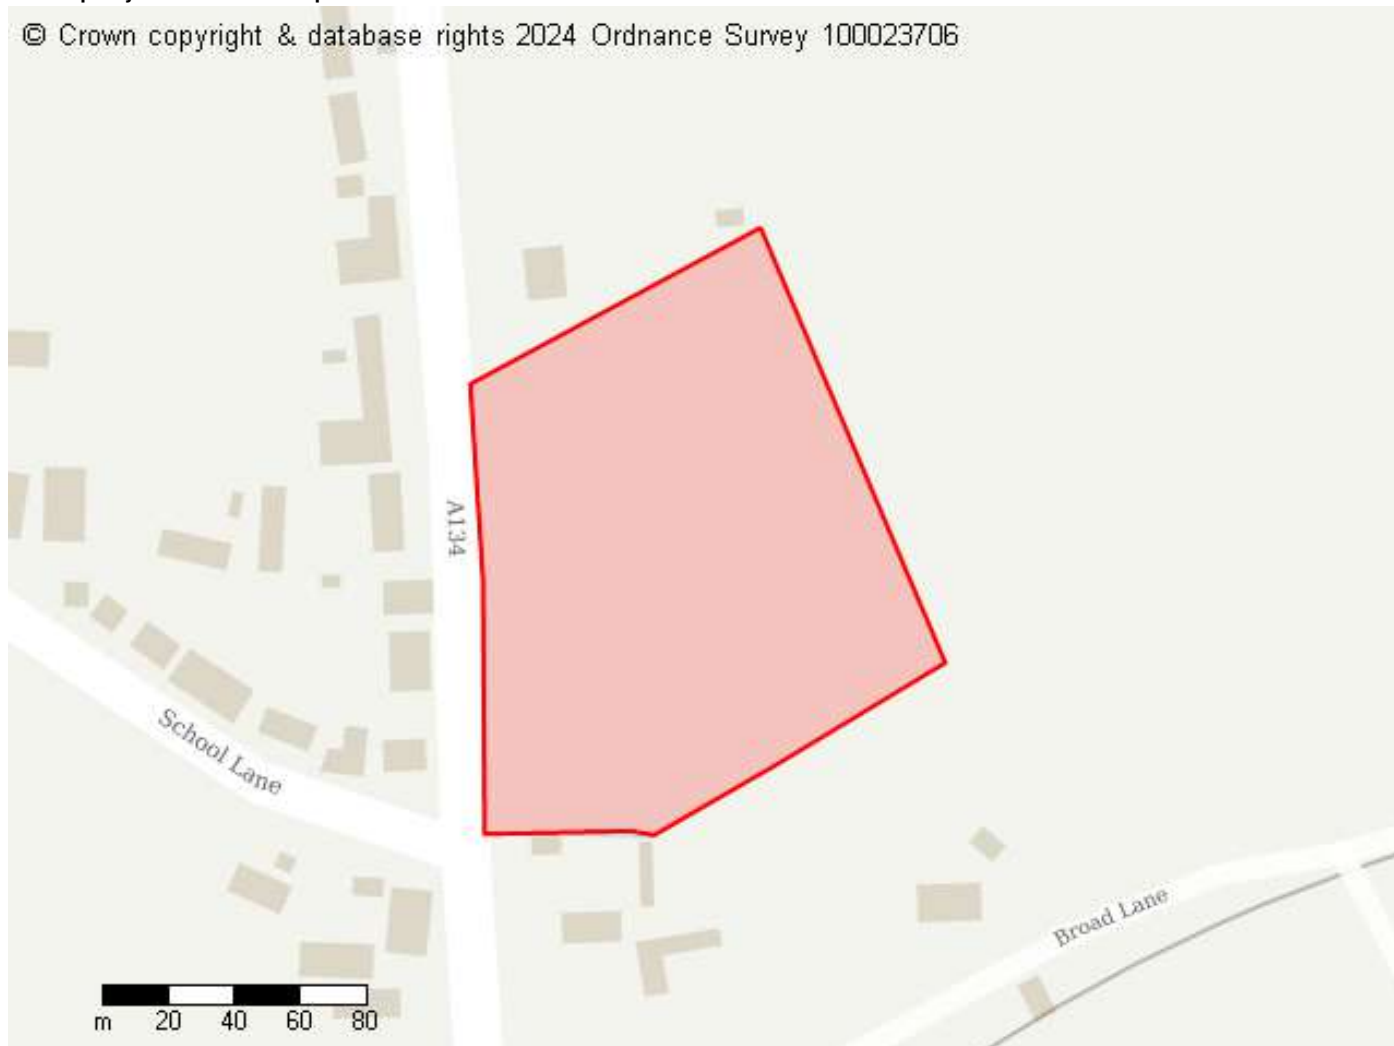 © Crown copyright & database rights 2024 Ordnance Survey 100023706
A134
School Lane
Broad Lane
m 20 40 60 80